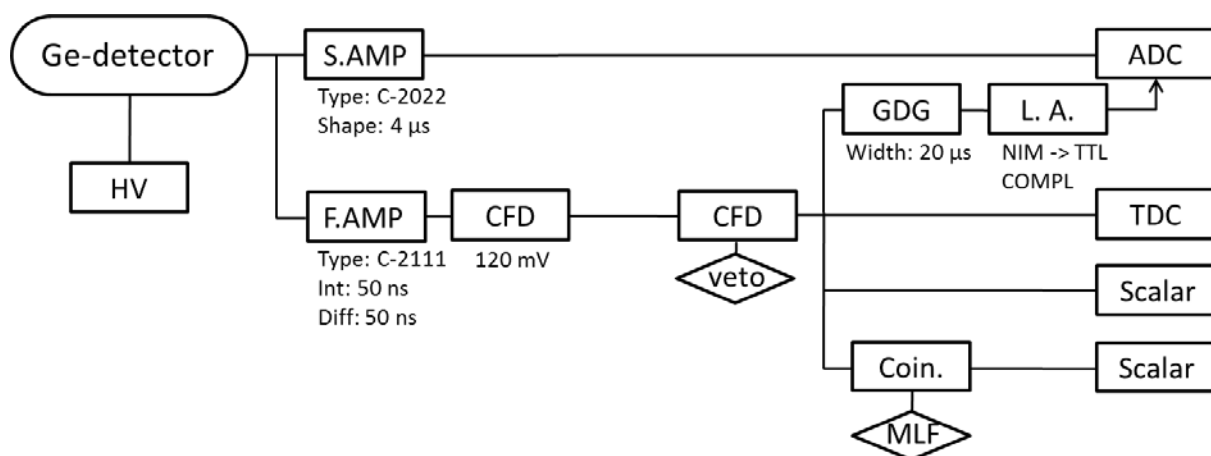 Ge-detector
HV
S.AMP
Type: C-2022
Shape: 4 µs
ADC
GDG
Width: 20 µs
L. A.
NIM -> TTL
COMPL
F.AMP
Type: C-2111
Int: 50 ns
Diff: 50 ns
CFD
120 mV
CFD
veto
TDC
Scalar
Coin.
MLF
Scalar